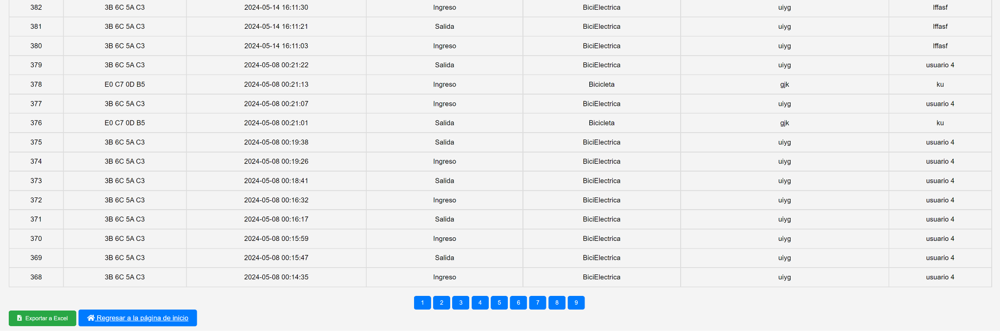 382 3B 6C 5A C3 2024-05-14 16:11:30 Ingreso BiciElectrica uiyg lffasf
381 3B 6C 5A C3 2024-05-14 16:11:21 Salida BiciElectrica uiyg lffasf
380 3B 6C 5A C3 2024-05-14 16:11:03 Ingreso BiciElectrica uiyg lffasf
379 3B 6C 5A C3 2024-05-08 00:21:22 Salida BiciElectrica uiyg usuario 4
378 E0 C7 0D B5 2024-05-08 00:21:13 Ingreso Bicicleta gjk ku
377 3B 6C 5A C3 2024-05-08 00:21:07 Ingreso BiciElectrica uiyg usuario 4
376 E0 C7 0D B5 2024-05-08 00:21:01 Salida Bicicleta gjk ku
375 3B 6C 5A C3 2024-05-08 00:19:38 Salida BiciElectrica uiyg usuario 4
374 3B 6C 5A C3 2024-05-08 00:19:26 Ingreso BiciElectrica uiyg usuario 4
373 3B 6C 5A C3 2024-05-08 00:18:41 Salida BiciElectrica uiyg usuario 4
372 3B 6C 5A C3 2024-05-08 00:16:32 Ingreso BiciElectrica uiyg usuario 4
371 3B 6C 5A C3 2024-05-08 00:16:17 Salida BiciElectrica uiyg usuario 4
370 3B 6C 5A C3 2024-05-08 00:15:59 Ingreso BiciElectrica uiyg usuario 4
369 3B 6C 5A C3 2024-05-08 00:15:47 Salida BiciElectrica uiyg usuario 4
368 3B 6C 5A C3 2024-05-08 00:14:35 Ingreso BiciElectrica uiyg usuario 4
1 2 3 4 5 6 7 8 9
Exportar a Excel Regresar a la página de inicio